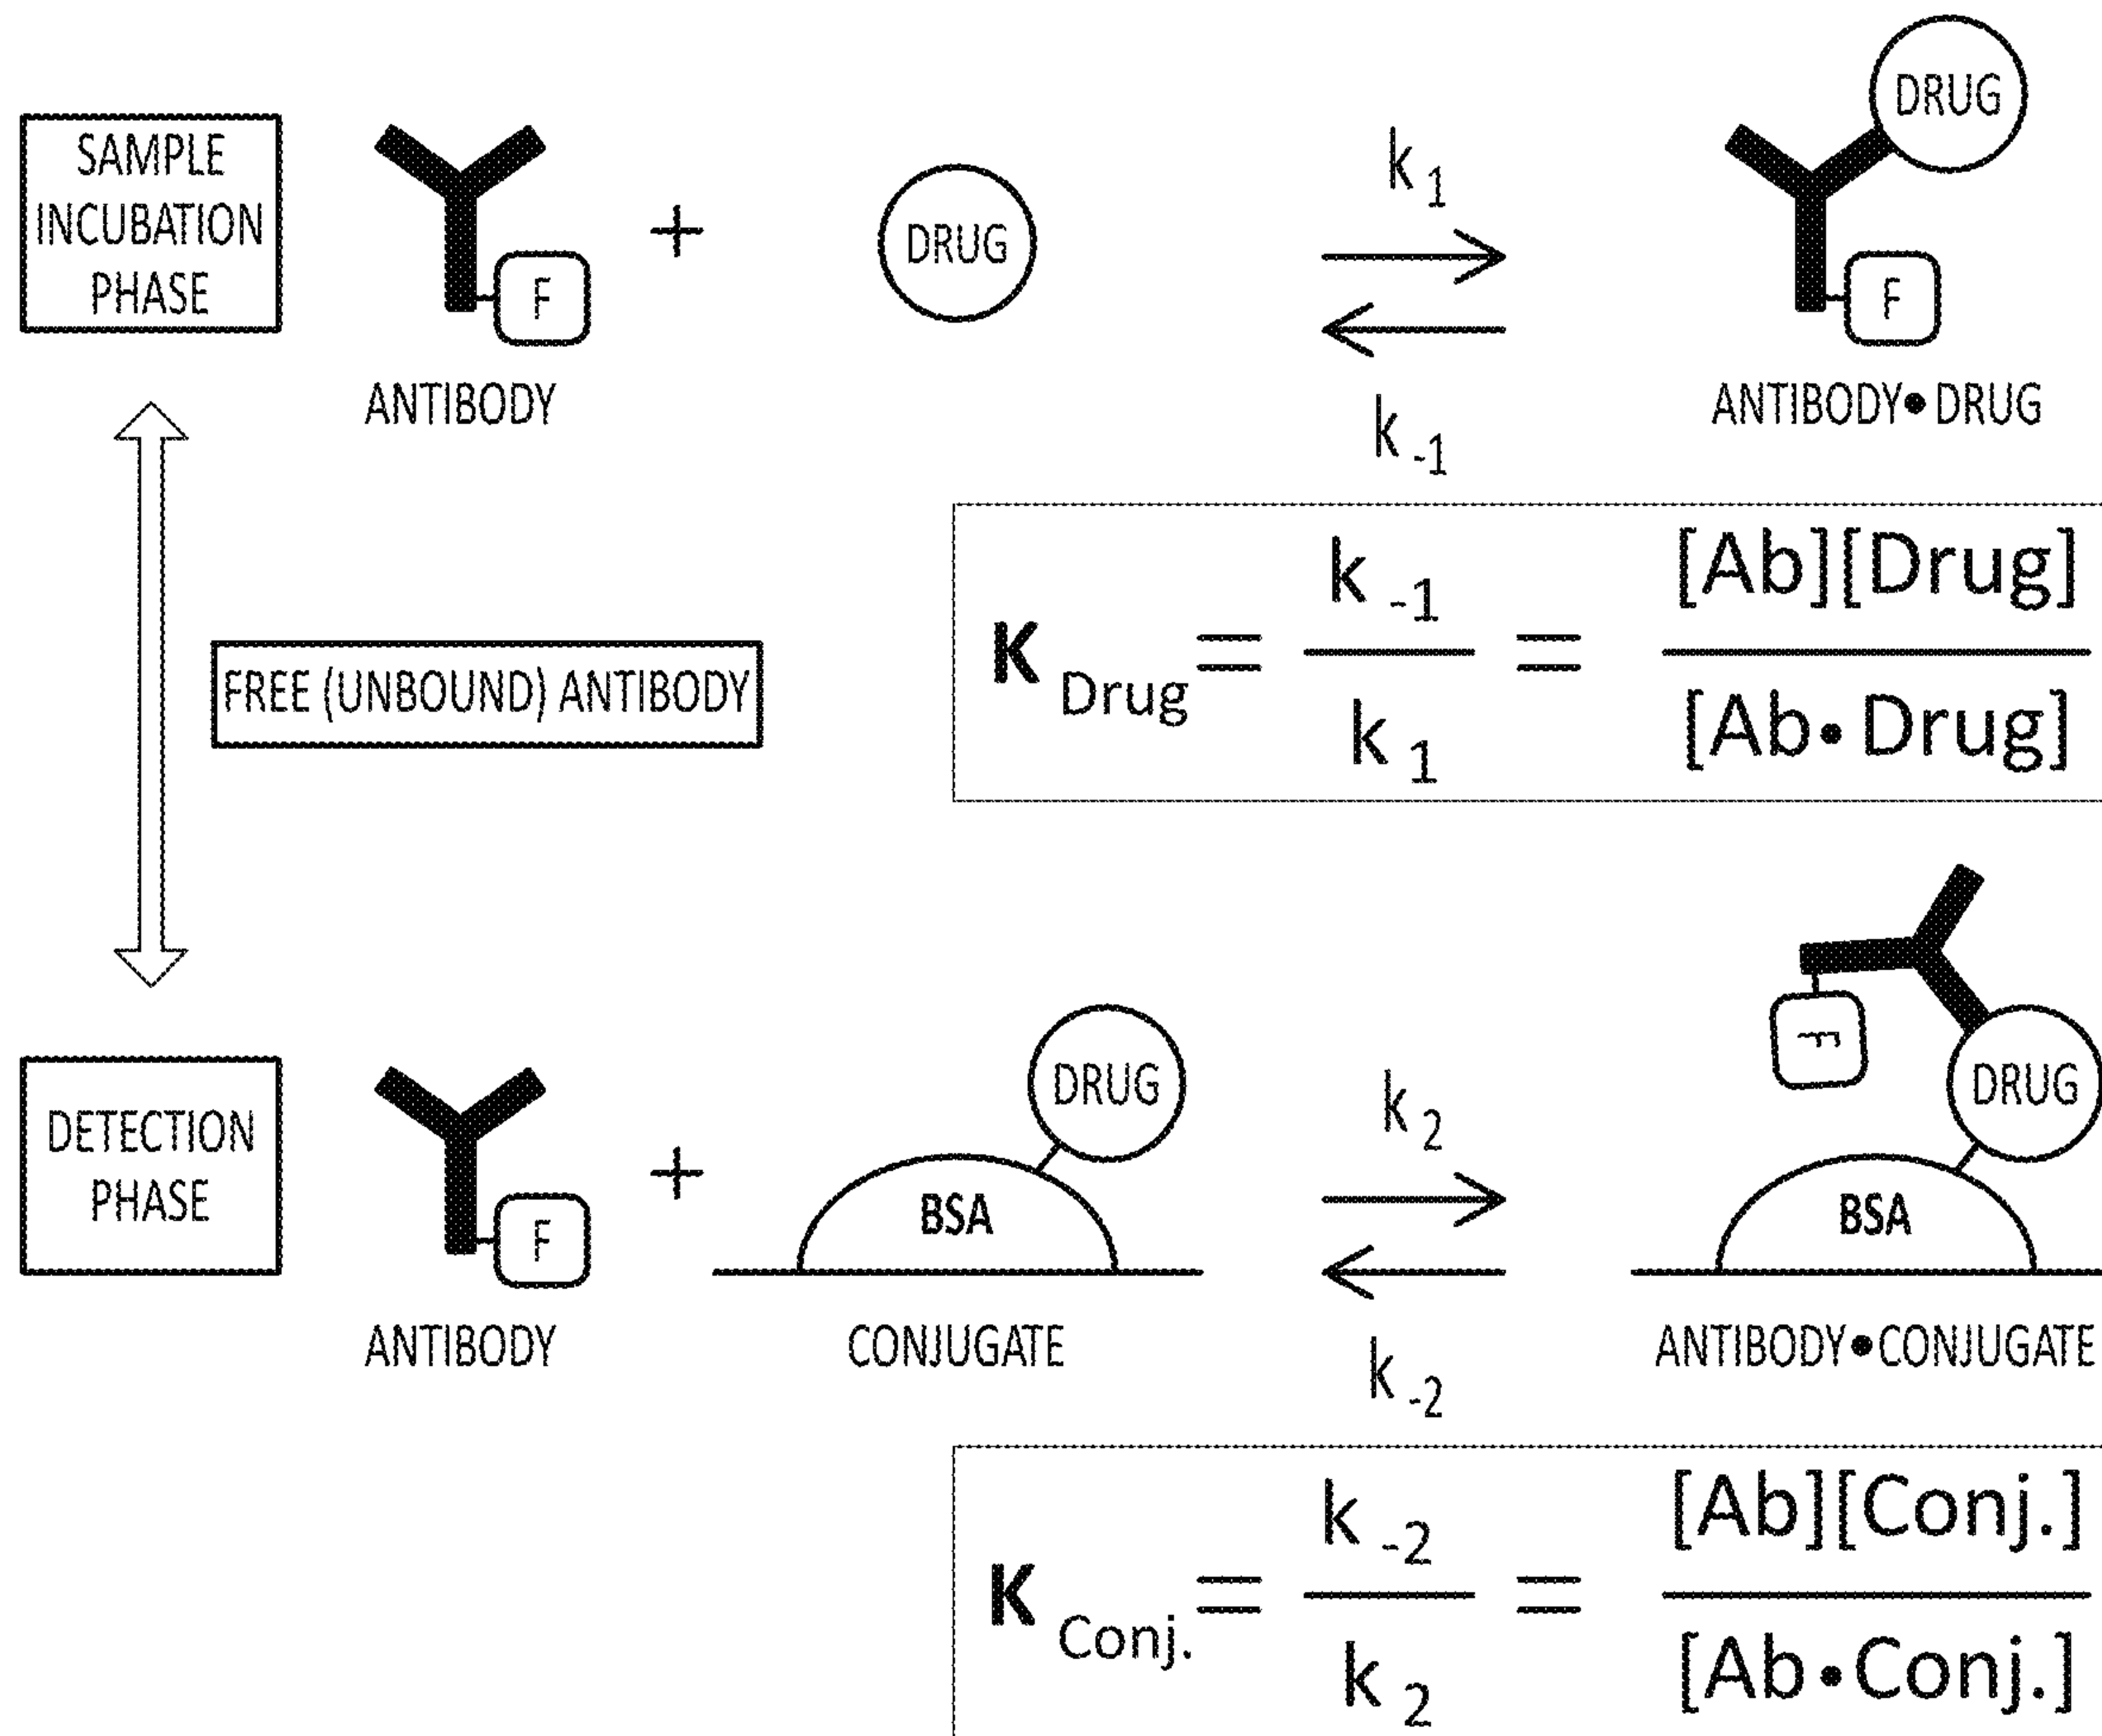 SAMPLE
INCUBATION
PHASE
F
ANTIBODY
+
DRUG
k 1
k -1
DRUG
F
ANTIBODY•DRUG
FREE (UNBOUND) ANTIBODY
K Drug = k -1 / k 1 = [Ab][Drug] / [Ab•Drug]
DETECTION
PHASE
F
ANTIBODY
+
DRUG
BSA
CONJUGATE
k 2
k -2
F
DRUG
BSA
ANTIBODY•CONJUGATE
K Conj. = k -2 / k 2 = [Ab][Conj.] / [Ab•Conj.]